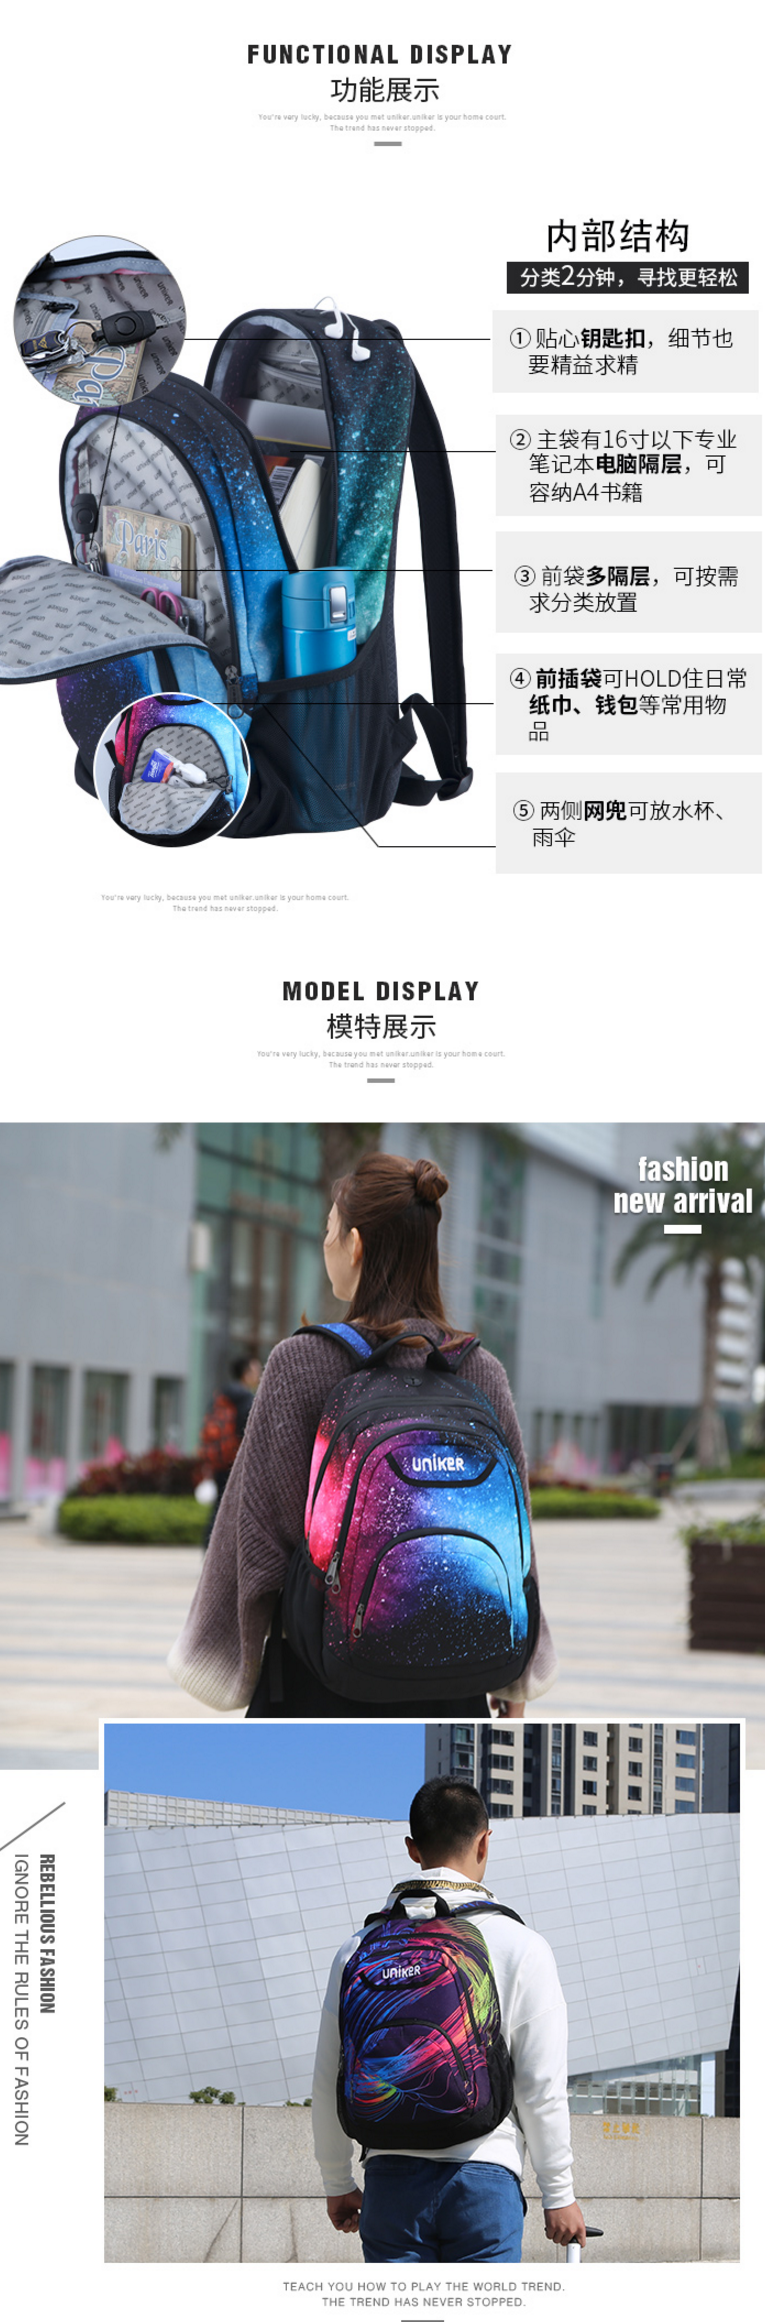 FUNCTIONAL DISPLAY
功能展示
You're very lucky, because you met uniker.uniker is your home court.
The trend has never stopped.
内部结构
分类2分钟，寻找更轻松
① 贴心钥匙扣，细节也
要精益求精
② 主袋有16寸以下专业
笔记本电脑隔层，可
容纳A4书籍
③ 前袋多隔层，可按需
求分类放置
④ 前插袋可HOLD住日常
纸巾、钱包等常用物
品
⑤ 两侧网兜可放水杯、
雨伞
Paris
You're very lucky, because you met uniker.uniker is your home court.
The trend has never stopped.
MODEL DISPLAY
模特展示
You're very lucky, because you met uniker.uniker is your home court.
The trend has never stopped.
fashion
new arrival
uniker
uniker
REBELLIOUS FASHION
IGNORE THE RULES OF FASHION
TEACH YOU HOW TO PLAY THE WORLD TREND.
THE TREND HAS NEVER STOPPED.